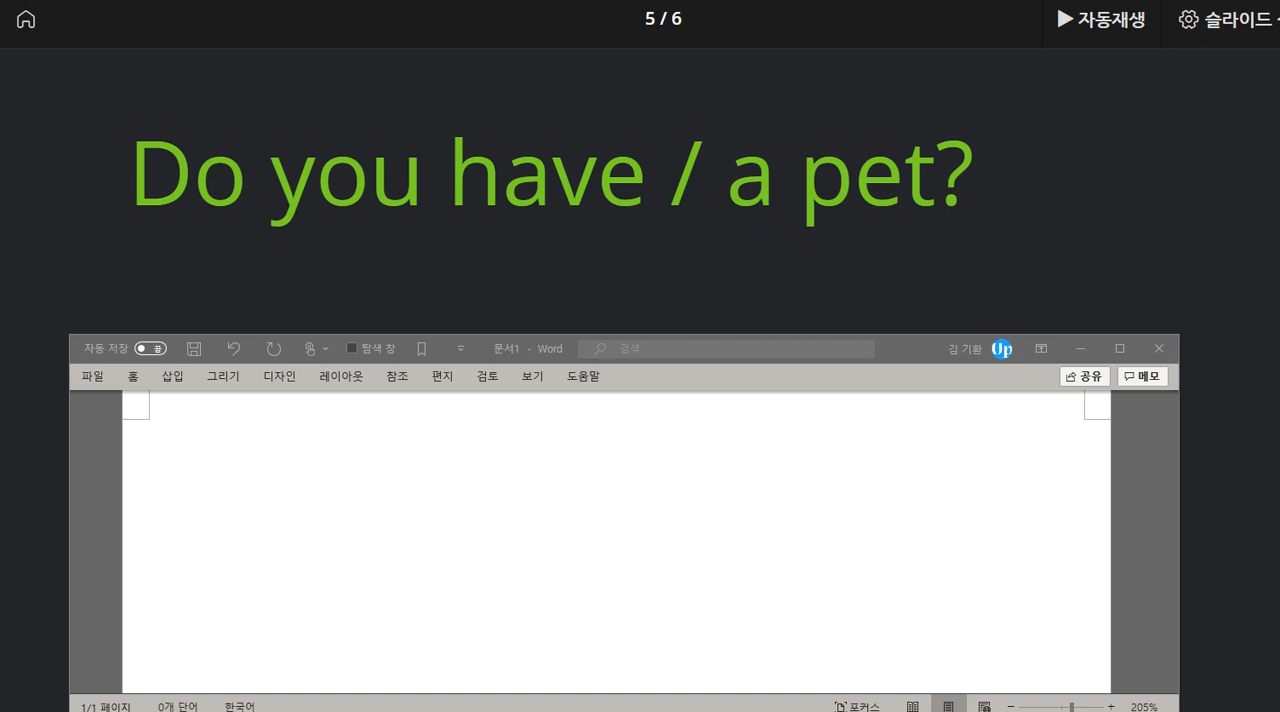 5 / 6
▶ 자동재생
슬라이드
Do you have / a pet?
자동 저장 끔
탐색 창
문서1 - Word
검색
김 기환
Up
파일 홈 삽입 그리기 디자인 레이아웃 참조 편지 검토 보기 도움말
공유 메모
1/1 페이지 0개 단어 한국어
포커스
205%